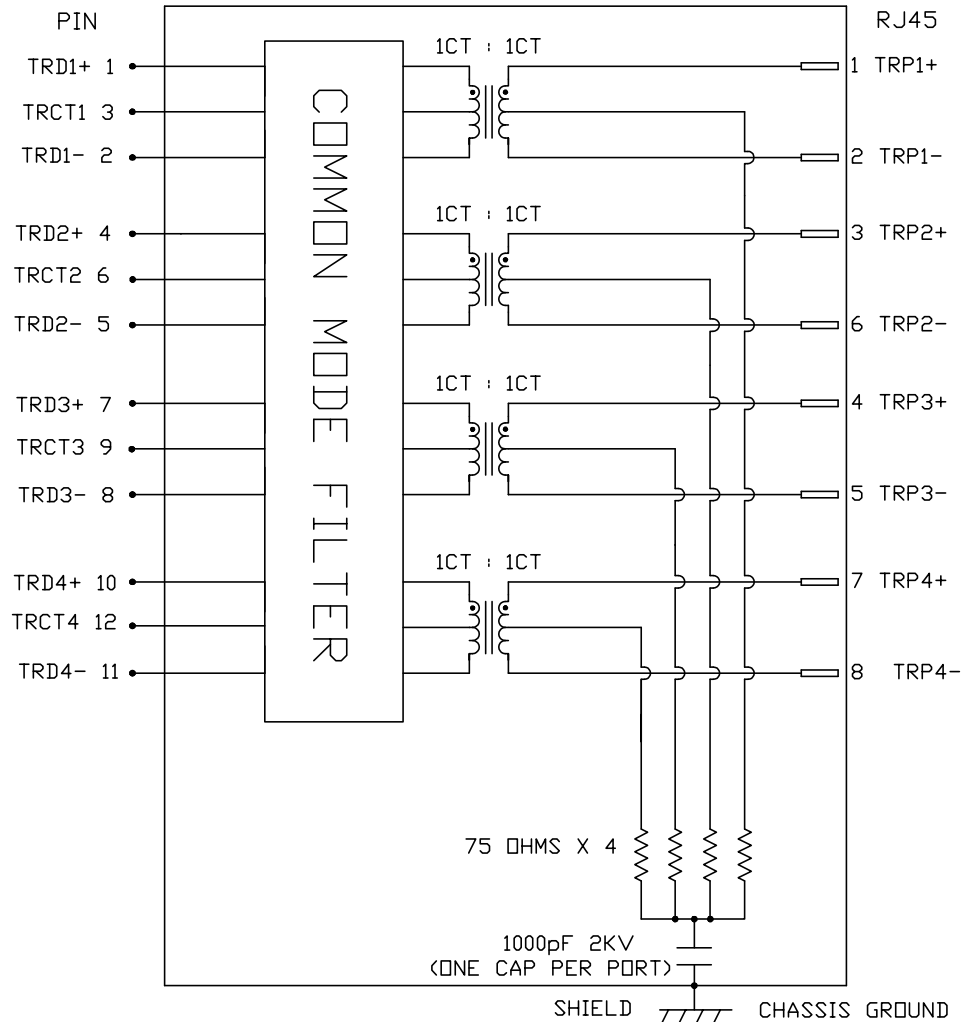 PIN
RJ45
1CT : 1CT
TRD1+ 1
1 TRP1+
TRCT1 3
TRD1- 2
2 TRP1-
1CT : 1CT
TRD2+ 4
3 TRP2+
TRCT2 6
TRD2- 5
6 TRP2-
COMMON MODE FILTER
1CT : 1CT
TRD3+ 7
4 TRP3+
TRCT3 9
TRD3- 8
5 TRP3-
1CT : 1CT
TRD4+ 10
7 TRP4+
TRCT4 12
TRD4- 11
8 TRP4-
75 OHMS X 4
1000pF 2KV
(ONE CAP PER PORT)
SHIELD
CHASSIS GROUND